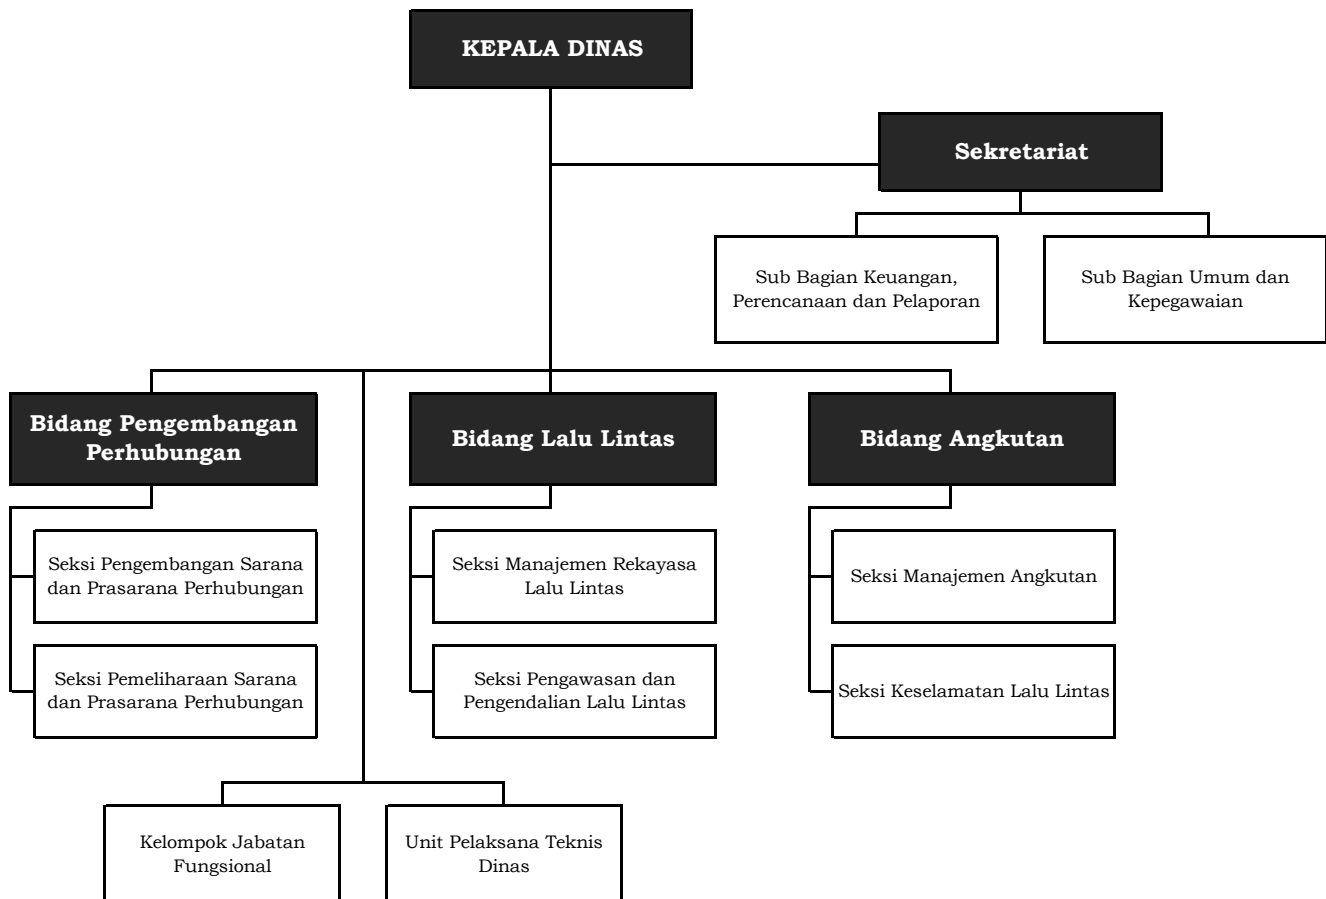 KEPALA DINAS
Sekretariat
Sub Bagian Keuangan,
Perencanaan dan Pelaporan
Sub Bagian Umum dan
Kepegawaian
Bidang Pengembangan
Perhubungan
Bidang Lalu Lintas
Bidang Angkutan
Seksi Pengembangan Sarana
dan Prasarana Perhubungan
Seksi Manajemen Rekayasa
Lalu Lintas
Seksi Manajemen Angkutan
Seksi Pemeliharaan Sarana
dan Prasarana Perhubungan
Seksi Pengawasan dan
Pengendalian Lalu Lintas
Seksi Keselamatan Lalu Lintas
Kelompok Jabatan
Fungsional
Unit Pelaksana Teknis
Dinas